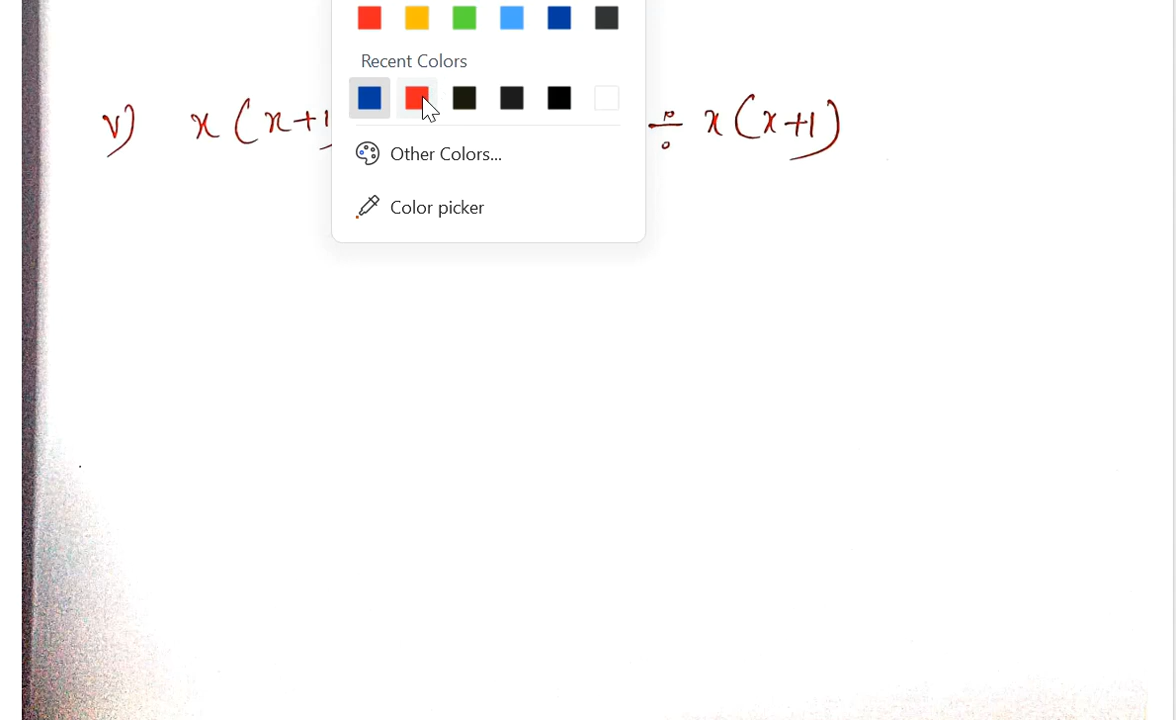 Recent Colors
v) x(x+1) ÷ x(x+1)
Other Colors...
Color picker